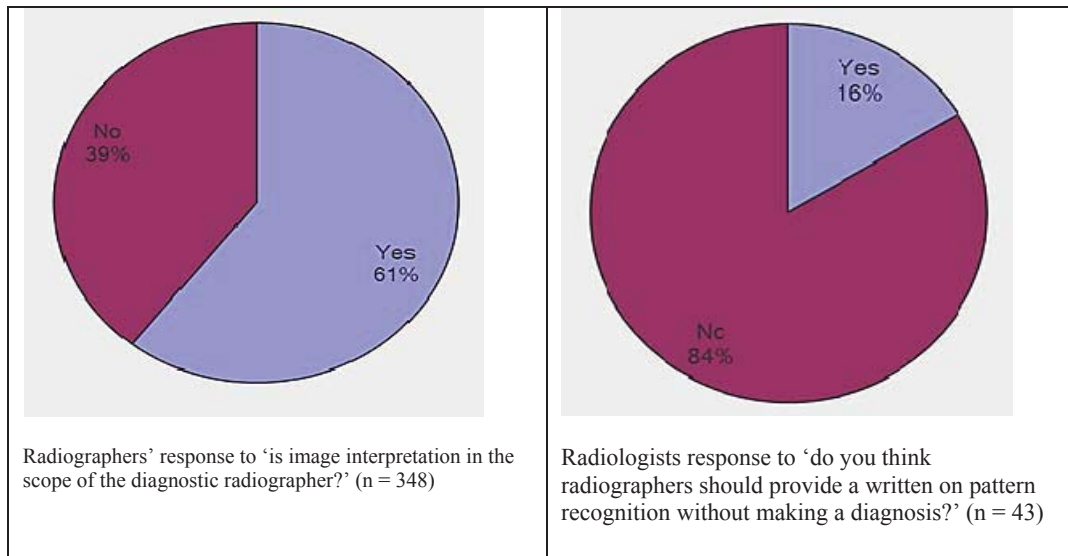 No
39%
Yes
61%
Radiographers’ response to ‘is image interpretation in the
scope of the diagnostic radiographer?’ (n = 348)
Yes
16%
Nc
84%
Radiologists response to ‘do you think
radiographers should provide a written on pattern
recognition without making a diagnosis?’ (n = 43)